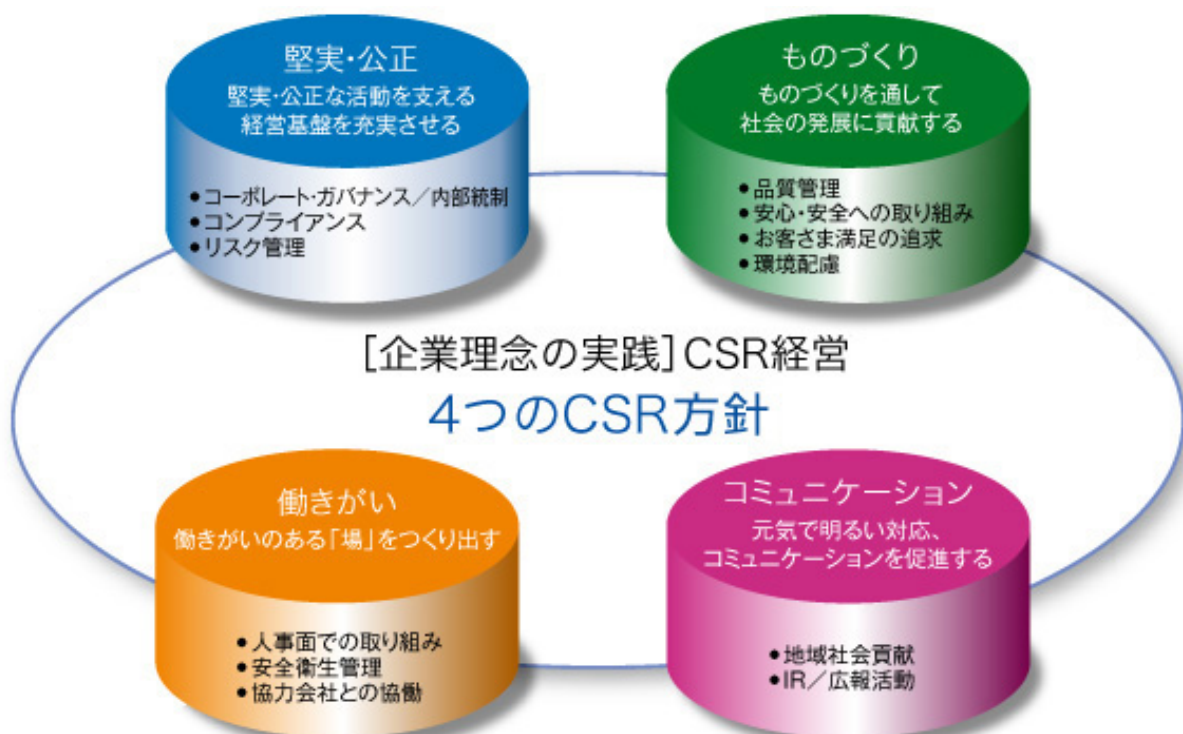 堅実・公正
堅実・公正な活動を支える
経営基盤を充実させる
●コーポレート・ガバナンス／内部統制
●コンプライアンス
●リスク管理
ものづくり
ものづくりを通して
社会の発展に貢献する
●品質管理
●安心・安全への取り組み
●お客さま満足の追求
●環境配慮
[企業理念の実践]CSR経営
4つのCSR方針
働きがい
働きがいのある「場」をつくり出す
●人事面での取り組み
●安全衛生管理
●協力会社との協働
コミュニケーション
元気で明るい対応、
コミュニケーションを促進する
●地域社会貢献
●IR／広報活動